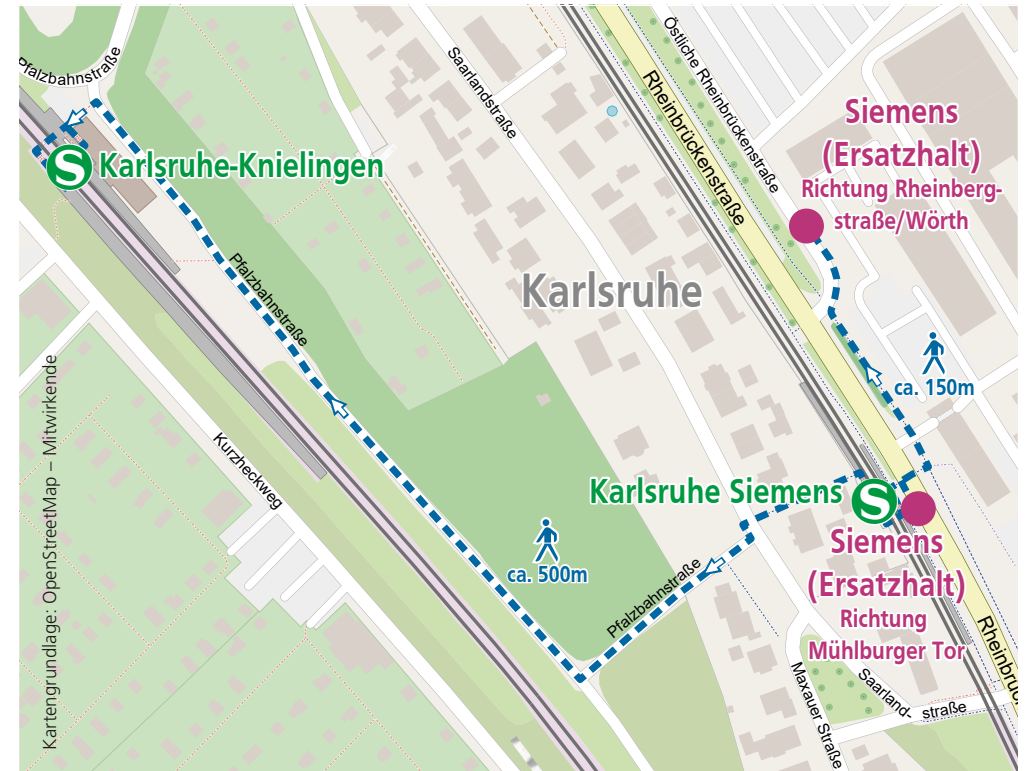 Pfalzbahnstraße
S Karlsruhe-Knielingen
Pfalzbahnstraße
Saarlandstraße
Östliche Rheinbrückenstraße
Rheinbrückenstraße
Siemens
(Ersatzhalt)
Richtung Rheinberg-
straße/Wörth
Karlsruhe
ca. 150m
Karlsruhe Siemens S
Siemens
(Ersatzhalt)
Richtung
Mühlburger Tor
ca. 500m
Pfalzbahnstraße
Kurzheckweg
Maxauer Straße
Saarland-
straße
Rheinbrüc
Kartengrundlage: OpenStreetMap – Mitwirkende